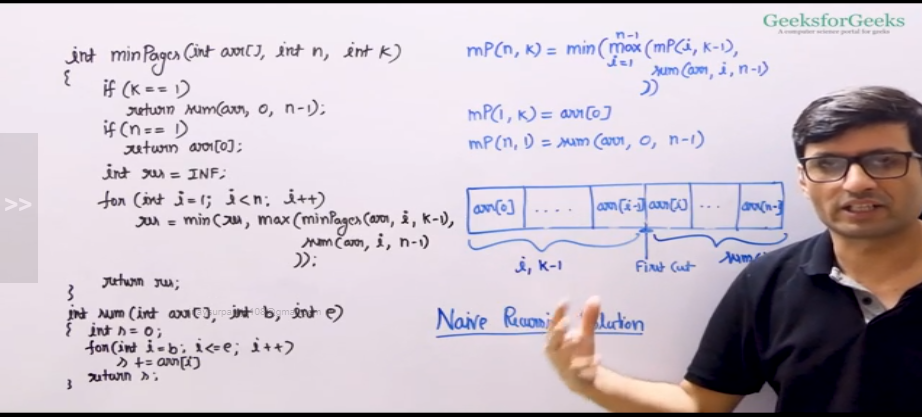 GeeksforGeeks
A computer science portal for geeks
int minPages(int arr[], int n, int k)
{
if (k == 1)
return sum(arr, 0, n-1);
if(n == 1)
return arr[0];
int res = INF;
for (int i=1; i<n; i++)
res = min(res, max(minPages(arr, i, k-1),
sum(arr, i, n-1)
));
return res;
}
int sum (int arr[], int b, int e)
{ int s=0;
for(int i=b; i<=e; i++)
s += arr[i]
return s;
}
mP(n, k) = min(max(mP(i, k-1),
n-1
i=1
sum(arr, i, n-1)
))
mP(1, k) = arr[0]
mP(n, 1) = sum(arr, 0, n-1)
arr[0] .... arr[i-1] arr[i] ... arr[n-1]
i, k-1
First Cut
Naive
>>